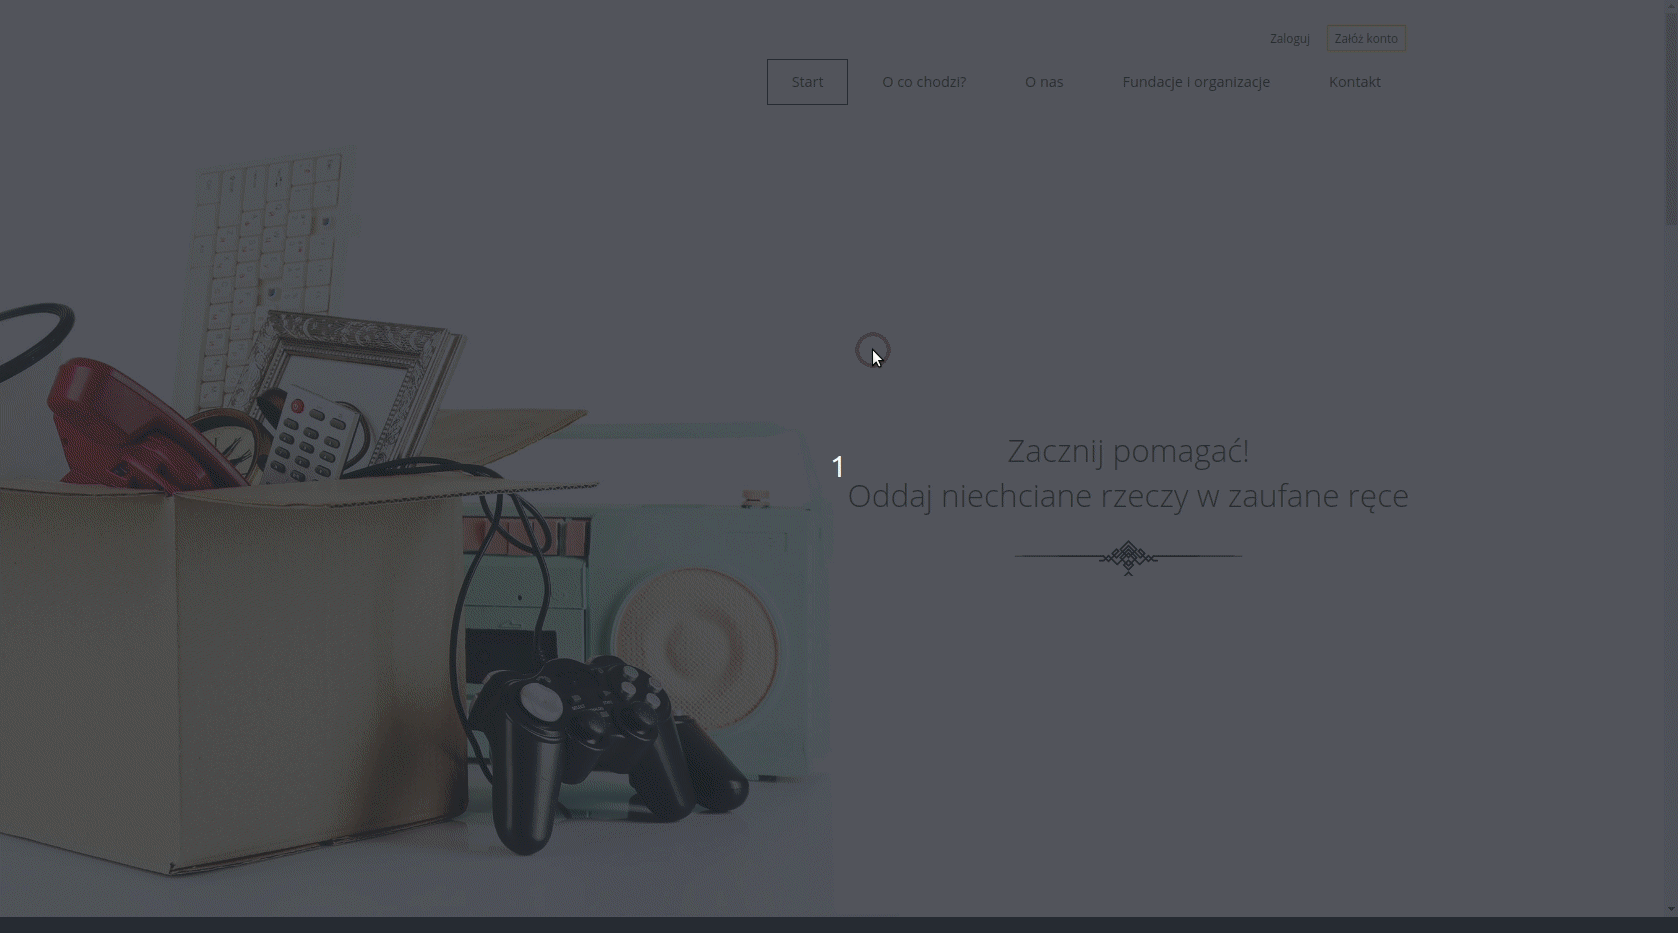 Zaloguj
Załóż konto
Start
O co chodzi?
O nas
Fundacje i organizacje
Kontakt
1
Zacznij pomagać!
Oddaj niechciane rzeczy w zaufane ręce